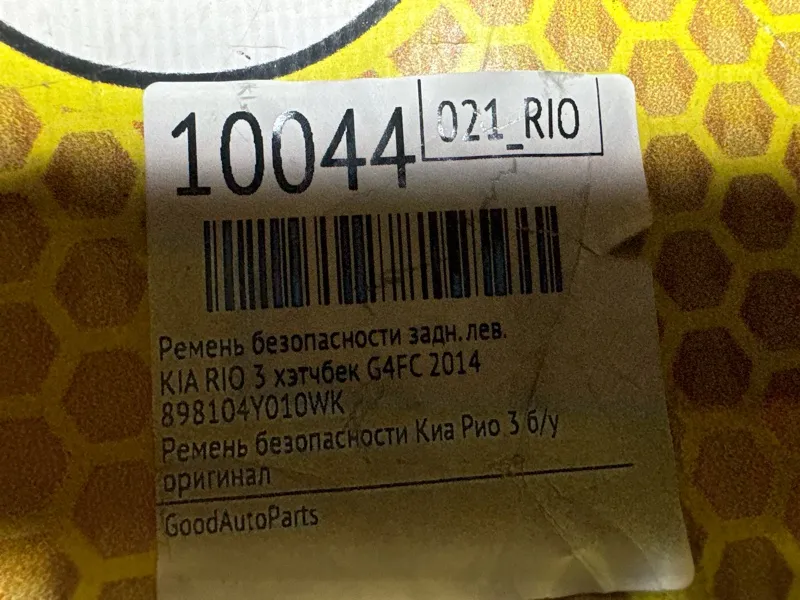 10044
021_RIO
Ремень безопасности задн. лев.
KIA RIO 3 хэтчбек G4FC 2014
898104Y010WK
Ремень безопасности Киа Рио 3 б/у
оригинал
GoodAutoParts